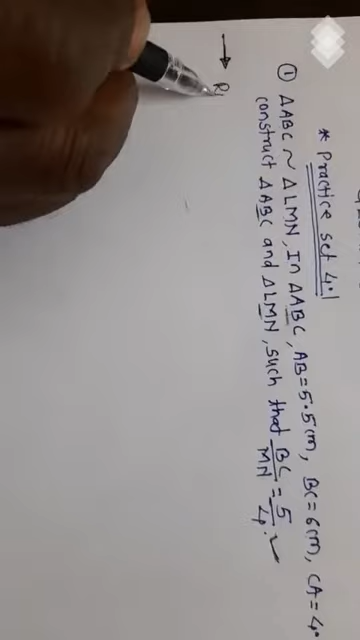 * Practice set 4.1
① ΔABC ~ ΔLMN, In ΔABC, AB=5.5cm, BC=6cm, CA=4.
construct ΔABC and ΔLMN, such that BC/MN = 5/4.
R